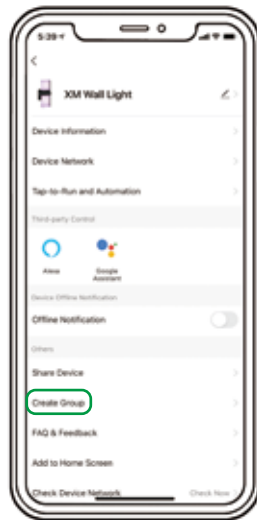 5:39
XM Wall Light
Device Information
Device Network
Tap-to-Run and Automation
Third-party Control
Alexa
Google
Assistant
Device Offline Notification
Offline Notification
Others
Share Device
Create Group
FAQ & Feedback
Add to Home Screen
Check Device Network Check Now